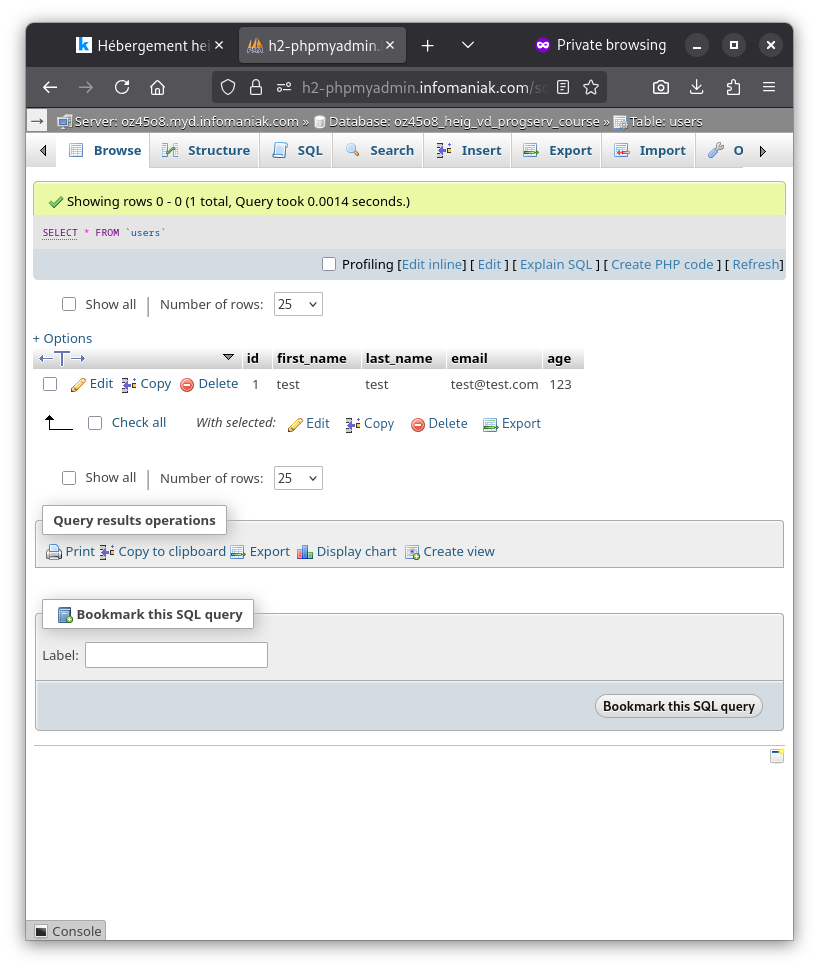 Hébergement hei
h2-phpmyadmin.
Private browsing
h2-phpmyadmin.infomaniak.com/sc
Server: oz45o8.myd.infomaniak.com » Database: oz45o8_heig_vd_progserv_course » Table: users
Browse Structure SQL Search Insert Export Import O
Showing rows 0 - 0 (1 total, Query took 0.0014 seconds.)
SELECT * FROM `users`
Profiling [Edit inline] [ Edit ] [ Explain SQL ] [ Create PHP code ] [ Refresh]
Show all | Number of rows: 25
+ Options
id first_name last_name email age
Edit Copy Delete 1 test test test@test.com 123
Check all With selected: Edit Copy Delete Export
Show all | Number of rows: 25
Query results operations
Print Copy to clipboard Export Display chart Create view
Bookmark this SQL query
Label:
Bookmark this SQL query
Console